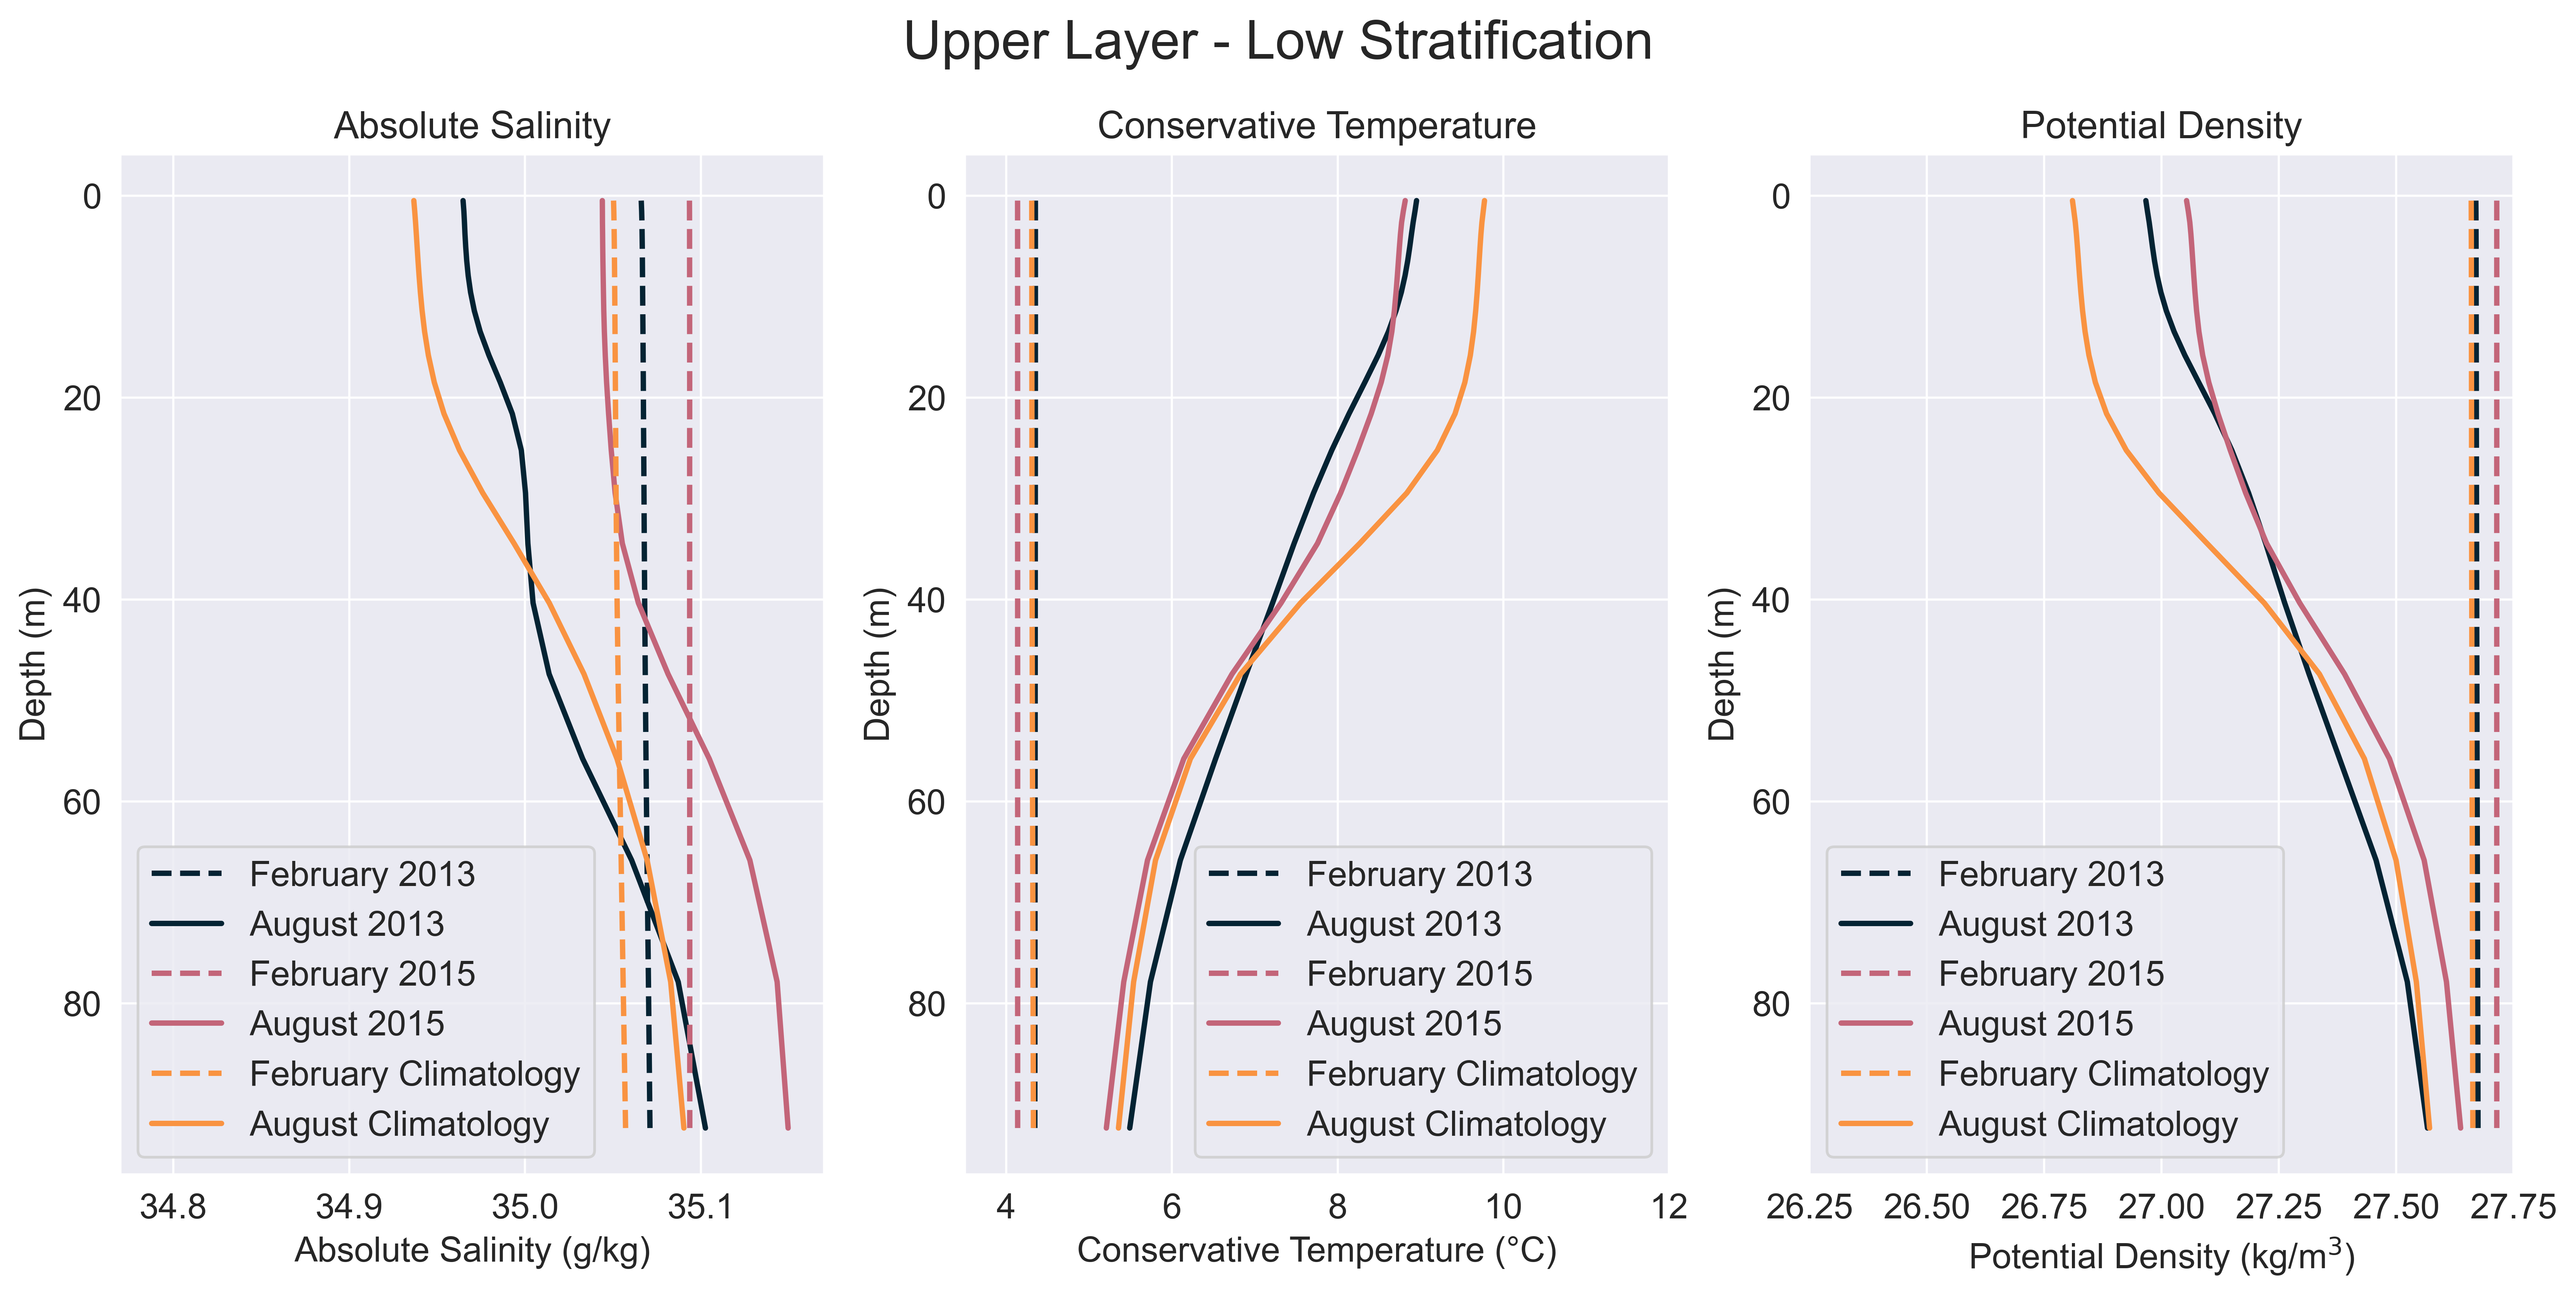 Upper Layer - Low Stratification
Absolute Salinity
0
20
40
60
80
Depth (m)
February 2013
August 2013
February 2015
August 2015
February Climatology
August Climatology
34.8 34.9 35.0 35.1
Absolute Salinity (g/kg)
Conservative Temperature
0
20
40
60
80
Depth (m)
February 2013
August 2013
February 2015
August 2015
February Climatology
August Climatology
4 6 8 10 12
Conservative Temperature (°C)
Potential Density
0
20
40
60
80
Depth (m)
February 2013
August 2013
February 2015
August 2015
February Climatology
August Climatology
26.25 26.50 26.75 27.00 27.25 27.50 27.75
Potential Density (kg/m³)